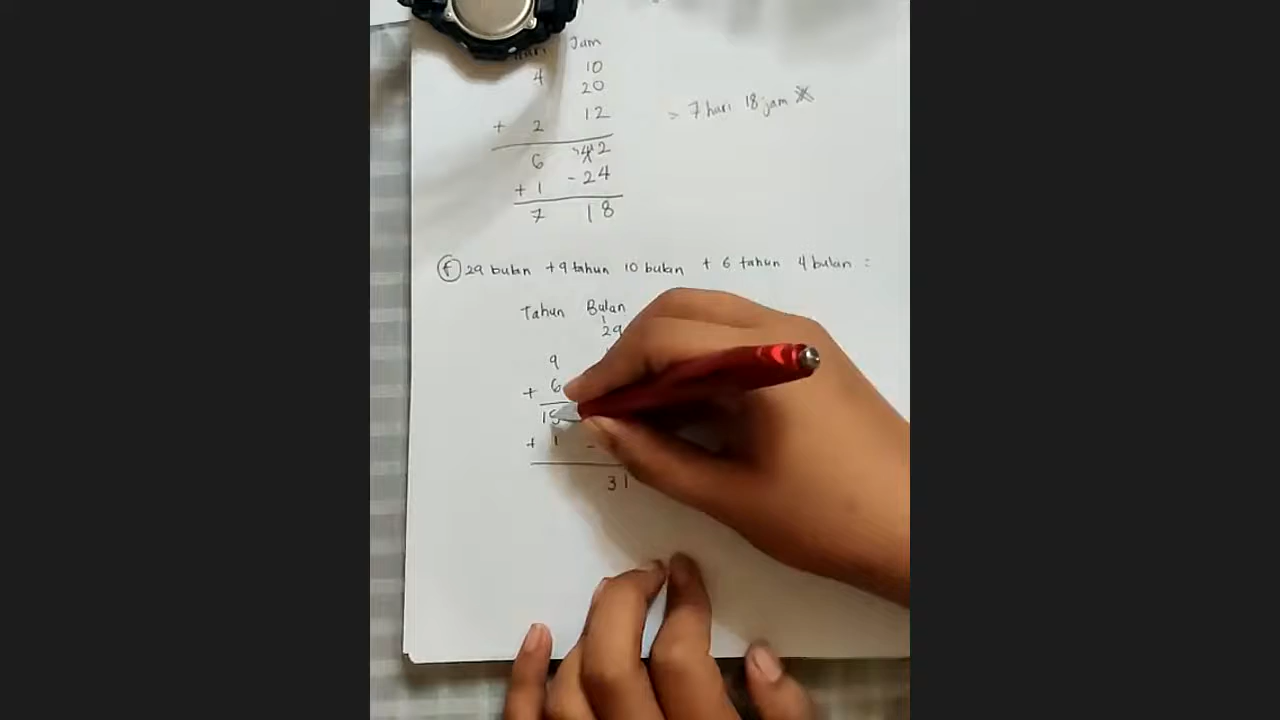 Jam
4 10
20
+ 2 12
6 42
+ 1 - 24
7 18
= 7 hari 18 jam
f 29 bulan + 9 tahun 10 bulan + 6 tahun 4 bulan =
Tahun Bulan
1
29
9
+ 6
15
+ 1 -
31